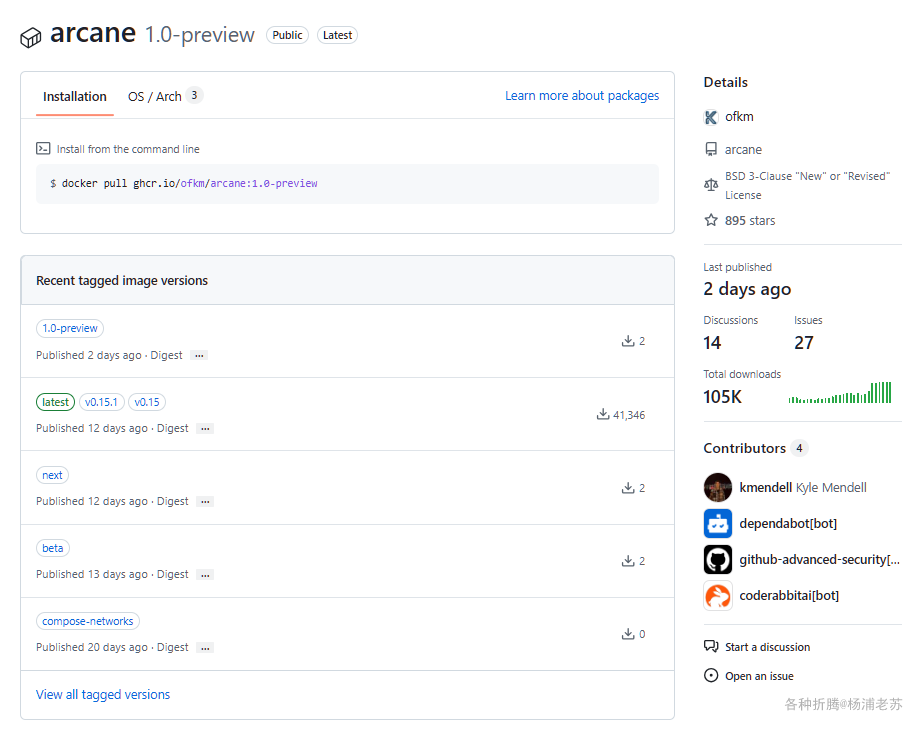 arcane 1.0-preview Public Latest
Installation OS / Arch 3 Learn more about packages
Install from the command line
$ docker pull ghcr.io/ofkm/arcane:1.0-preview
Recent tagged image versions
1.0-preview
Published 2 days ago · Digest ... 2
latest v0.15.1 v0.15
Published 12 days ago · Digest ... 41,346
next
Published 12 days ago · Digest ... 2
beta
Published 13 days ago · Digest ... 2
compose-networks
Published 20 days ago · Digest ... 0
View all tagged versions
Details
ofkm
arcane
BSD 3-Clause "New" or "Revised"
License
895 stars
Last published
2 days ago
Discussions Issues
14 27
Total downloads
105K
Contributors 4
kmendell Kyle Mendell
dependabot[bot]
github-advanced-security[...
coderabbitai[bot]
Start a discussion
Open an issue
各种折腾@杨浦老苏